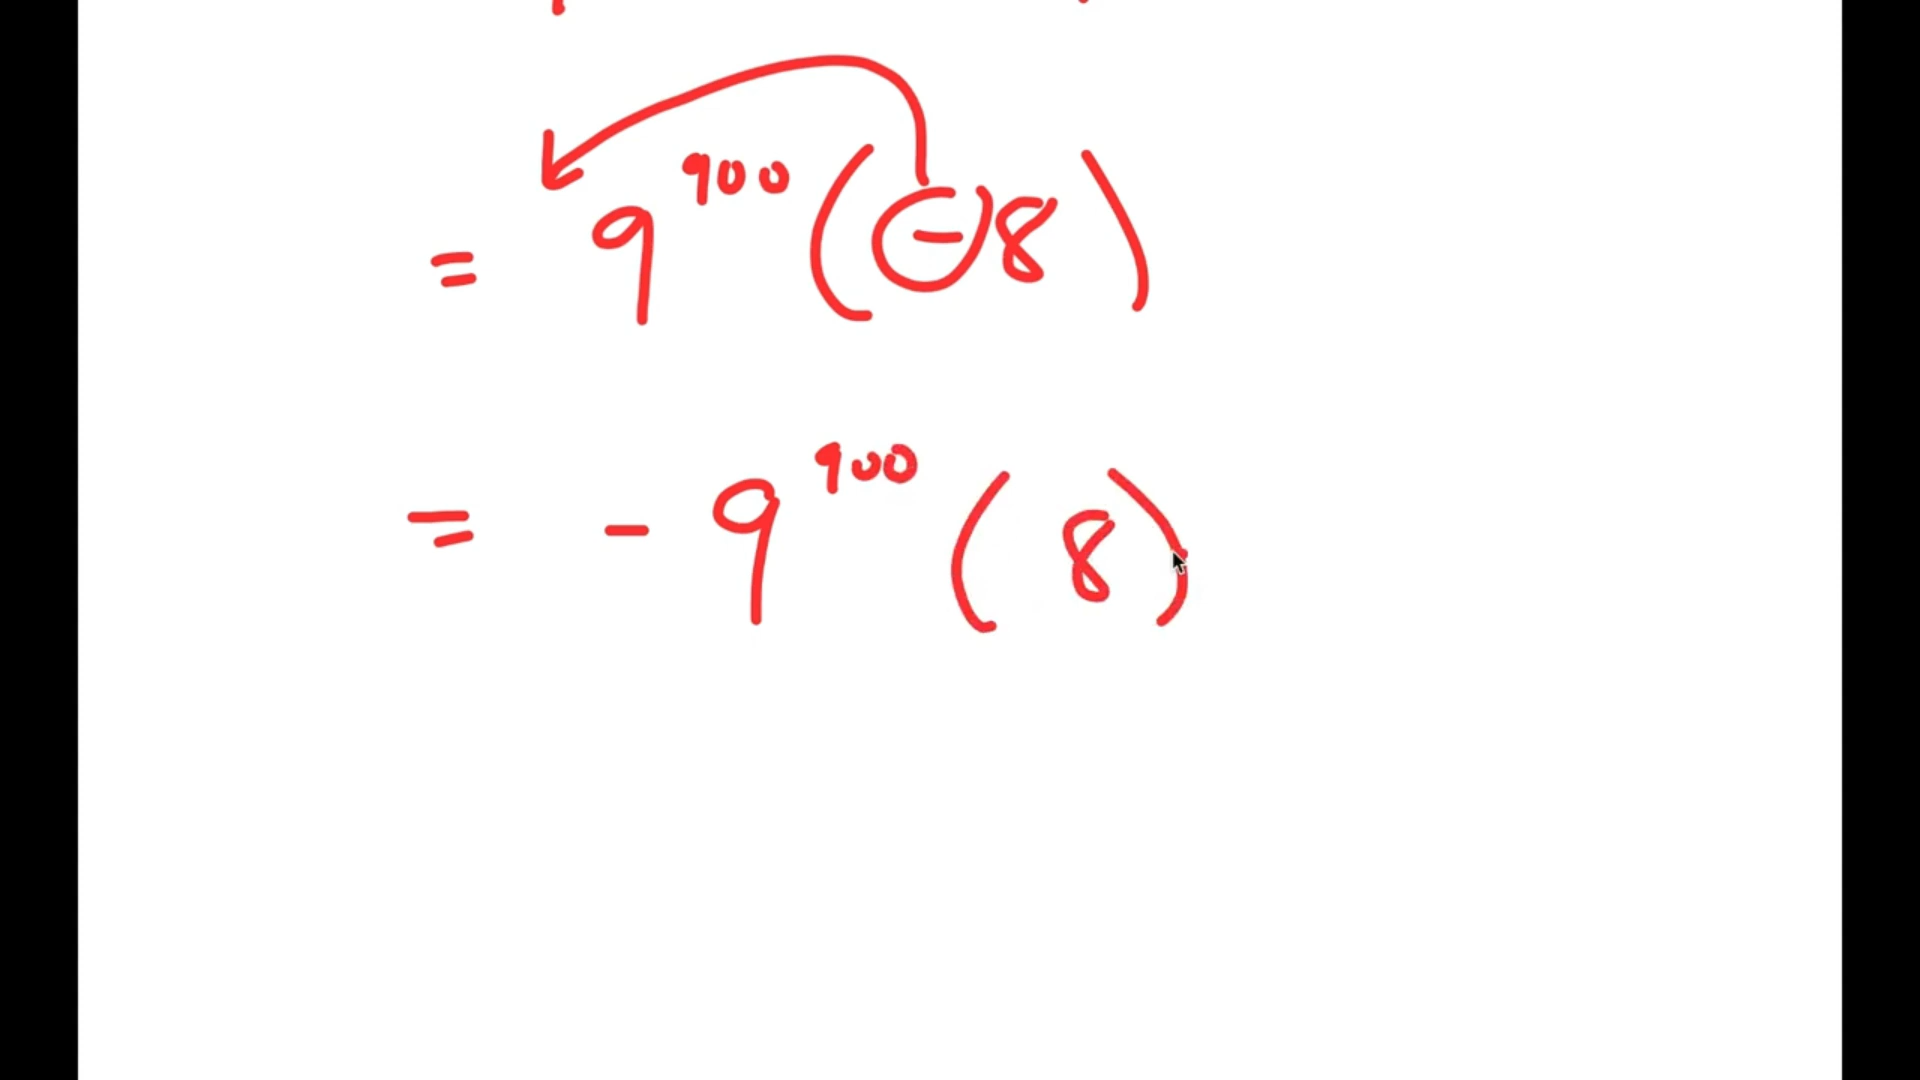 = 9^900 (-8)
= - 9^900 (8)